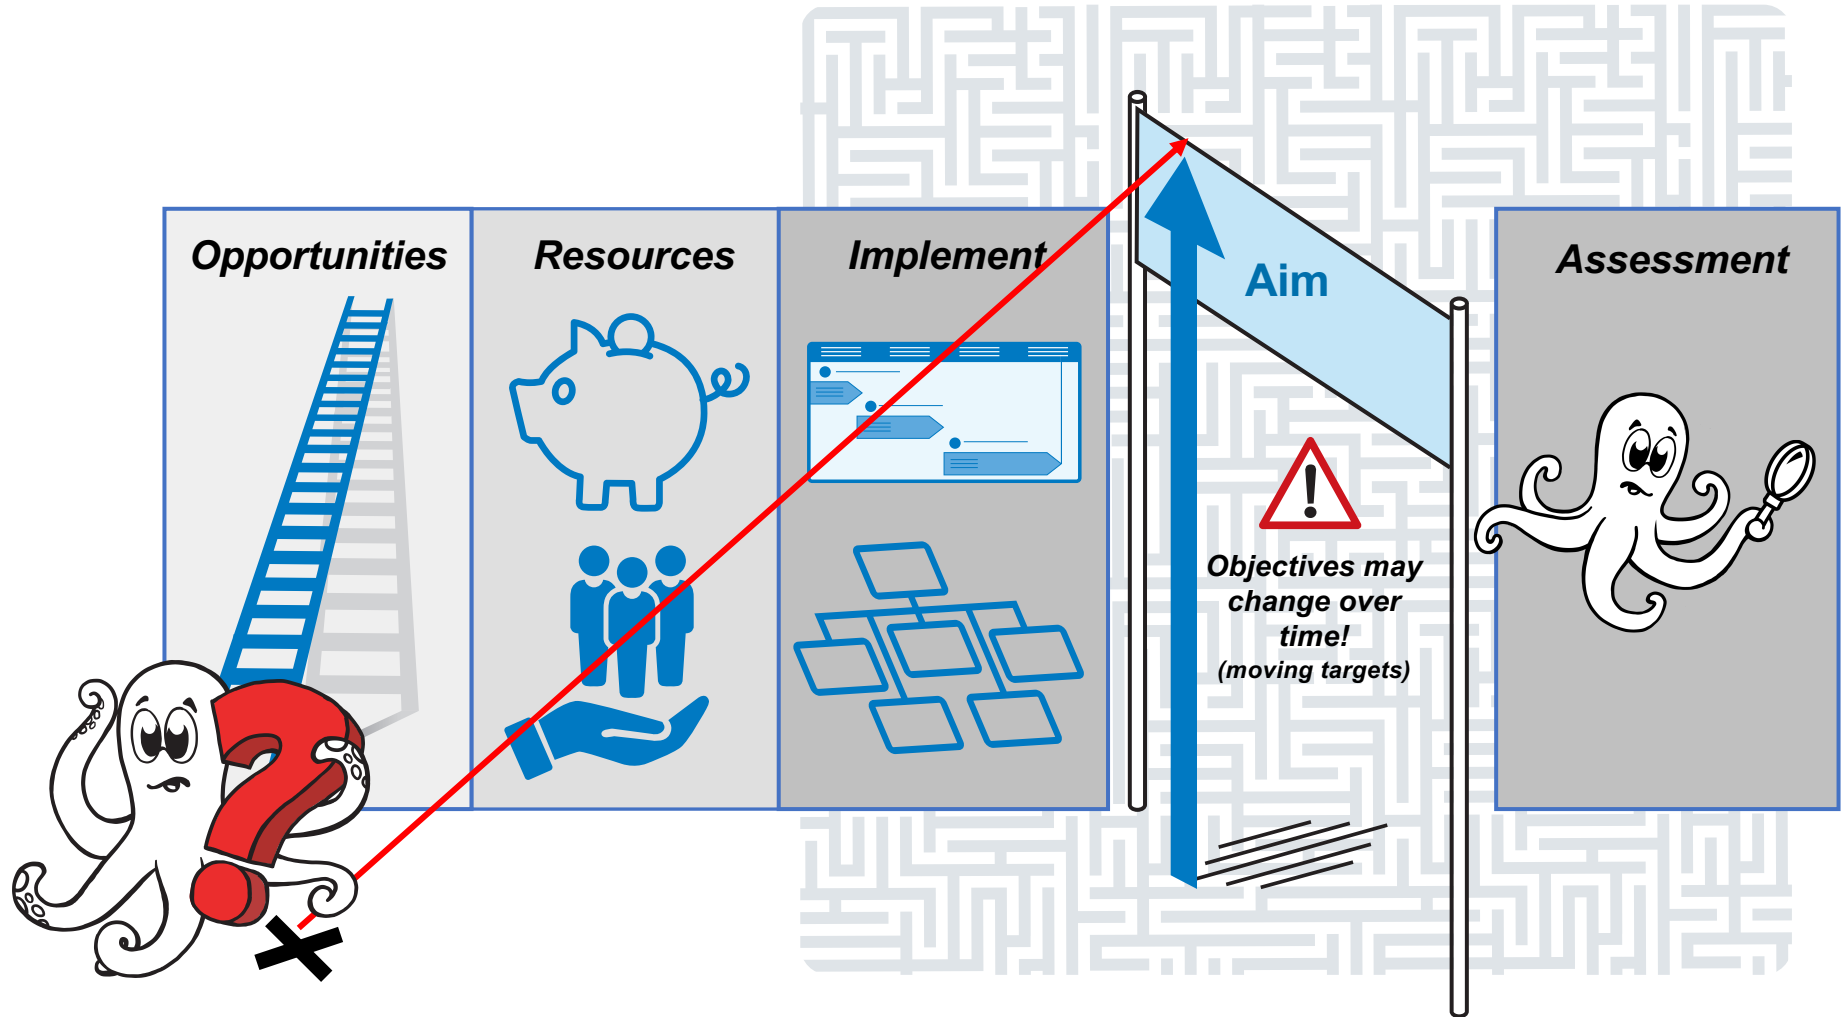 Opportunities
Resources
Implement
Aim
Assessment
Objectives may
change over
time!
(moving targets)